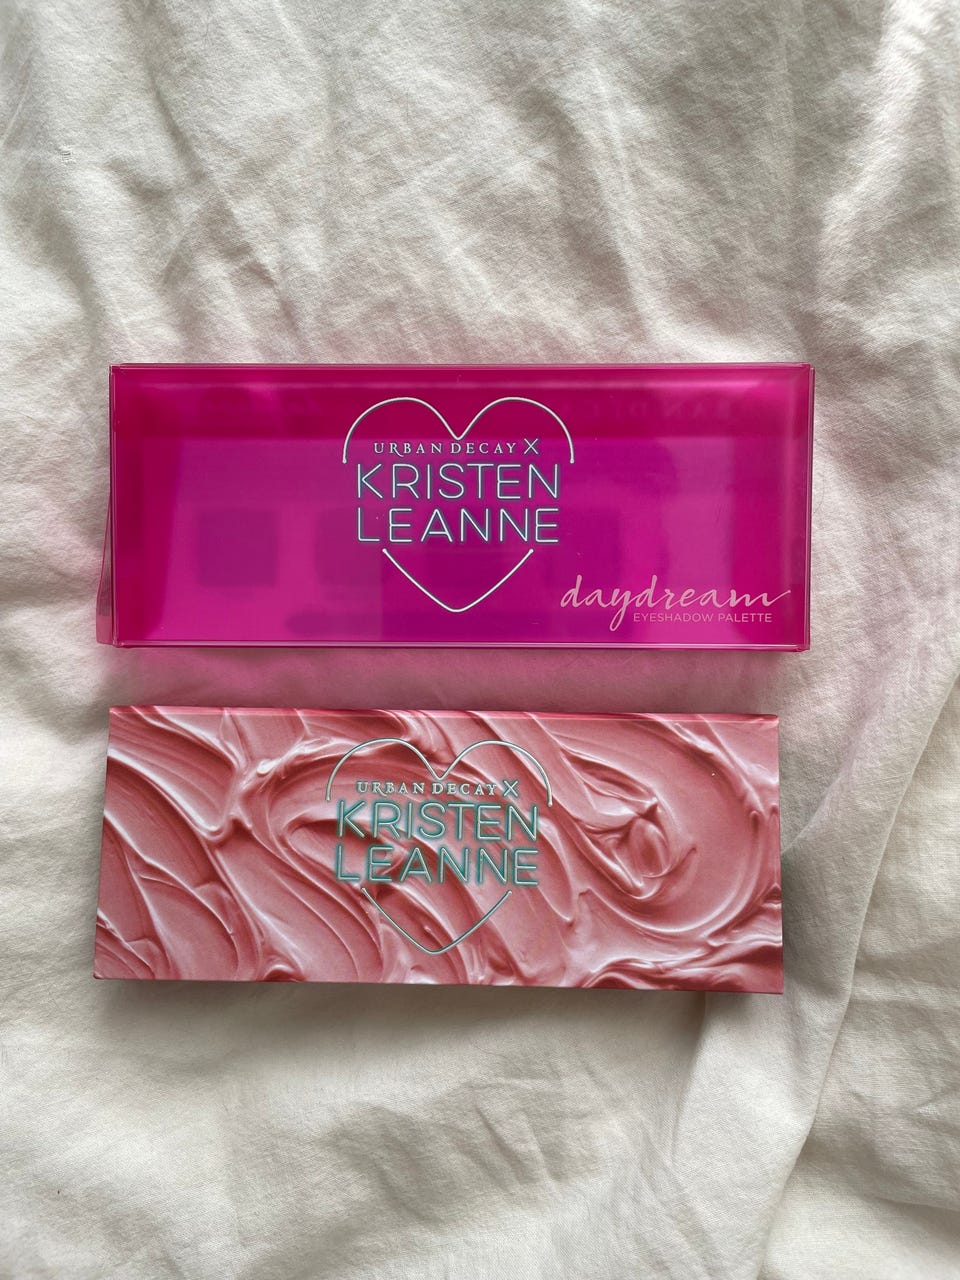 URBAN DECAY X
KRISTEN
LEANNE
daydream
EYESHADOW PALETTE
URBAN DECAY X
KRISTEN
LEANNE